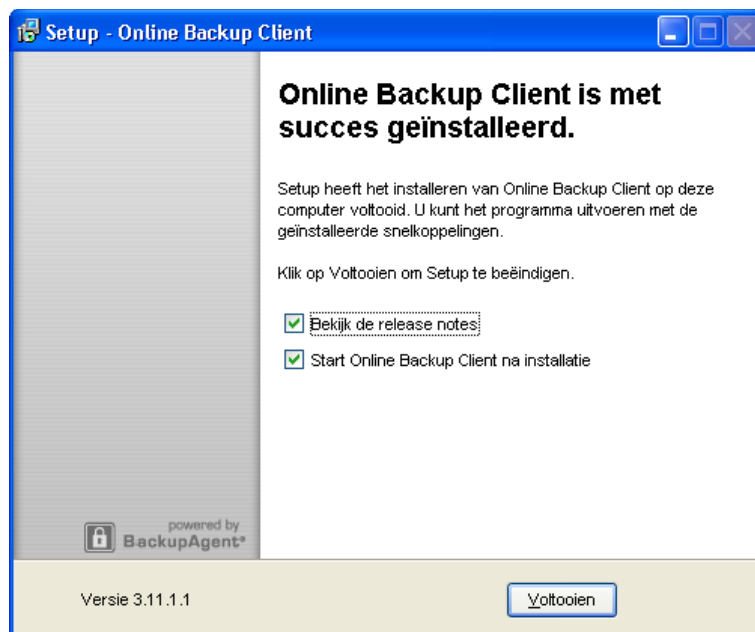 Setup - Online Backup Client
Online Backup Client is met
succes geïnstalleerd.
Setup heeft het installeren van Online Backup Client op deze
computer voltooid. U kunt het programma uitvoeren met de
geïnstalleerde snelkoppelingen.
Klik op Voltooien om Setup te beëindigen.
Bekijk de release notes
Start Online Backup Client na installatie
powered by
BackupAgent®
Versie 3.11.1.1
Voltooien